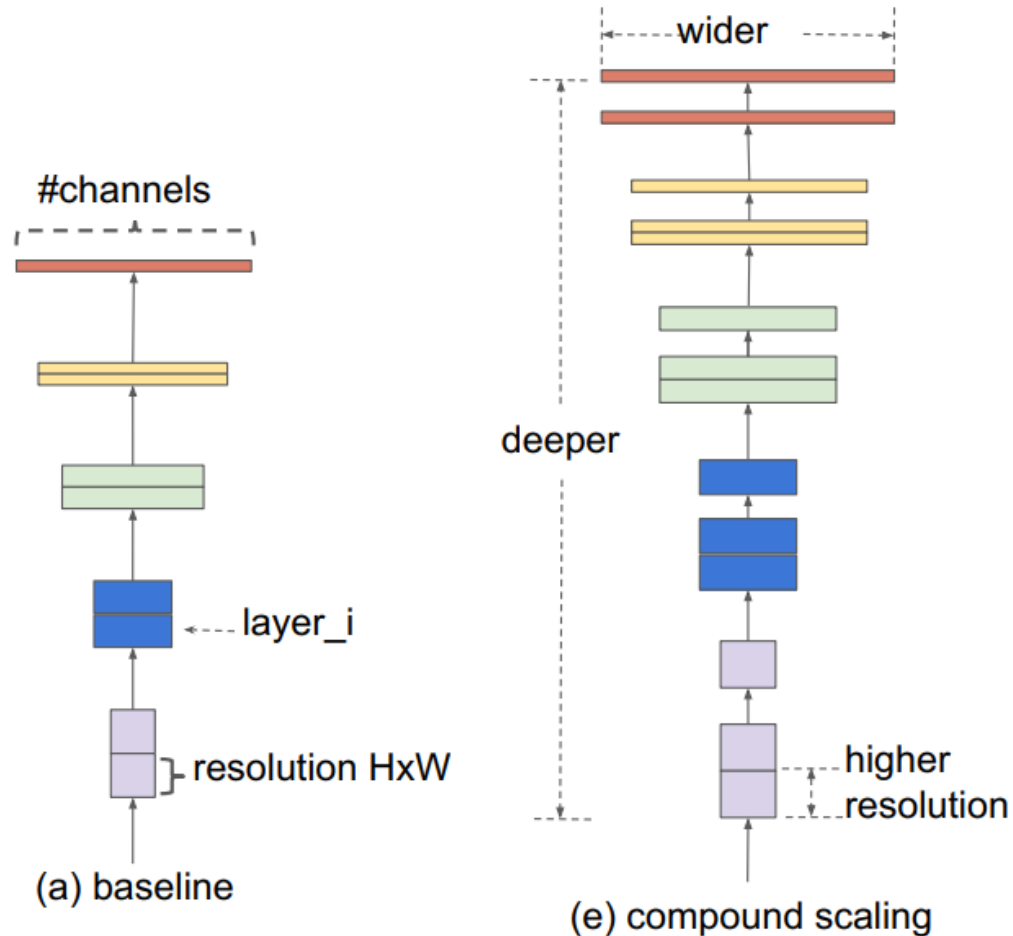 #channels
layer_i
resolution HxW
(a) baseline
wider
deeper
higher
resolution
(e) compound scaling